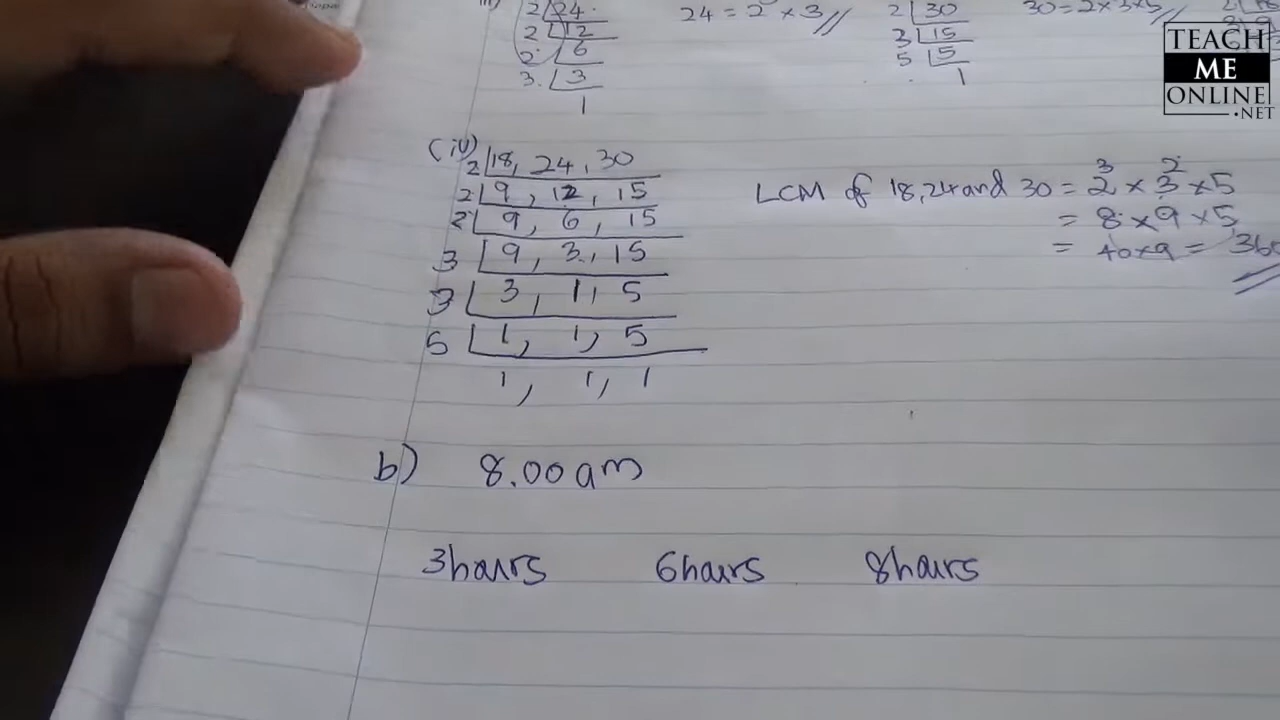 2 24
24 = 2 × 3 //
2 12
2 6
3 3
1
2 30
30 = 2 × 3 × 5 //
3 15
5 5
1
TEACH
ME
ONLINE
.NET
(iv)
2 18, 24, 30
2 9, 12, 15
2 9, 6, 15
3 9, 3, 15
3 3, 1, 5
5 1, 1, 5
1, 1, 1
LCM of 18, 24 and 30 = 2³ × 3² × 5
= 8 × 9 × 5
= 40 × 9 = 360
b) 8.00 am
3 hours 6 hours 8 hours